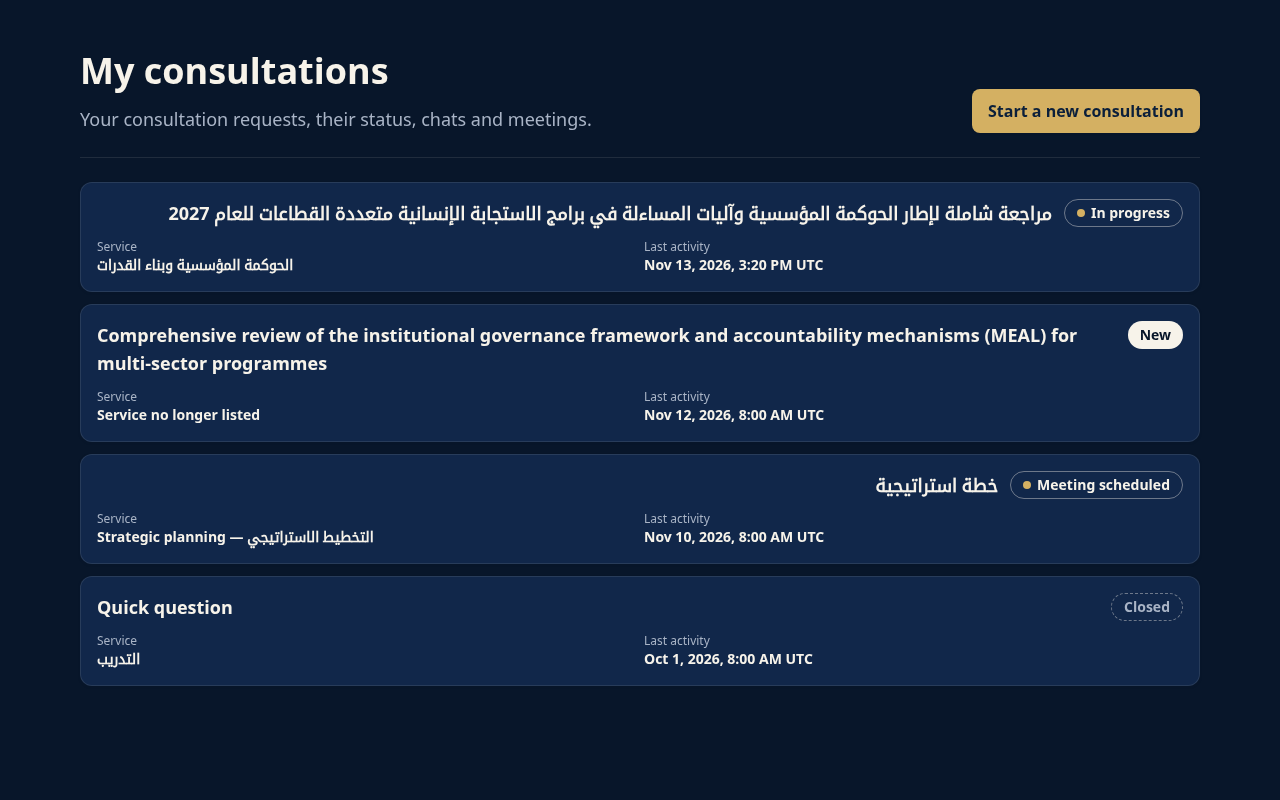 My consultations
Your consultation requests, their status, chats and meetings.
Start a new consultation
مراجعة شاملة لإطار الحوكمة المؤسسية وآليات المساءلة في برامج الاستجابة الإنسانية متعددة القطاعات للعام 2027
In progress
Service
الحوكمة المؤسسية وبناء القدرات
Last activity
Nov 13, 2026, 3:20 PM UTC
Comprehensive review of the institutional governance framework and accountability mechanisms (MEAL) for
multi-sector programmes
New
Service
Service no longer listed
Last activity
Nov 12, 2026, 8:00 AM UTC
خطة استراتيجية
Meeting scheduled
Service
Strategic planning — التخطيط الاستراتيجي
Last activity
Nov 10, 2026, 8:00 AM UTC
Quick question
Closed
Service
التدريب
Last activity
Oct 1, 2026, 8:00 AM UTC